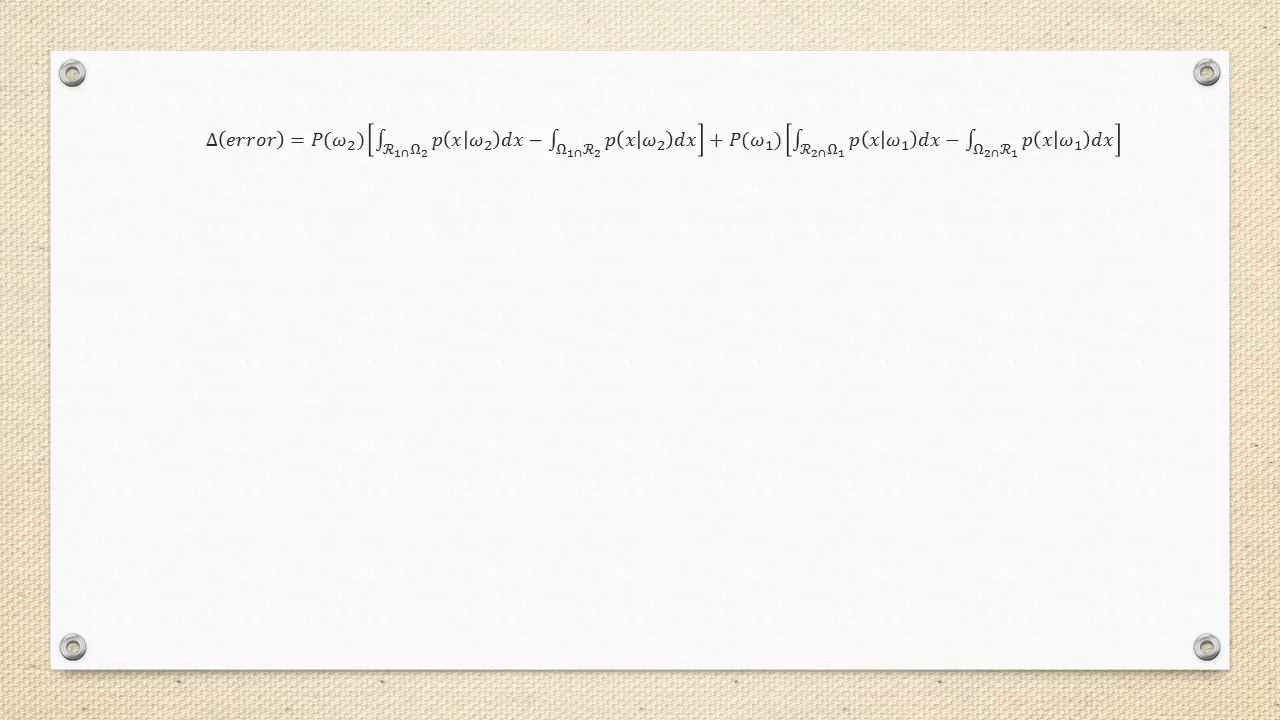 Δ(error) = P(ω₂)[∫_{ℛ₁∩Ω₂} p(x|ω₂)dx − ∫_{Ω₁∩ℛ₂} p(x|ω₂)dx] + P(ω₁)[∫_{ℛ₂∩Ω₁} p(x|ω₁)dx − ∫_{Ω₂∩ℛ₁} p(x|ω₁)dx]